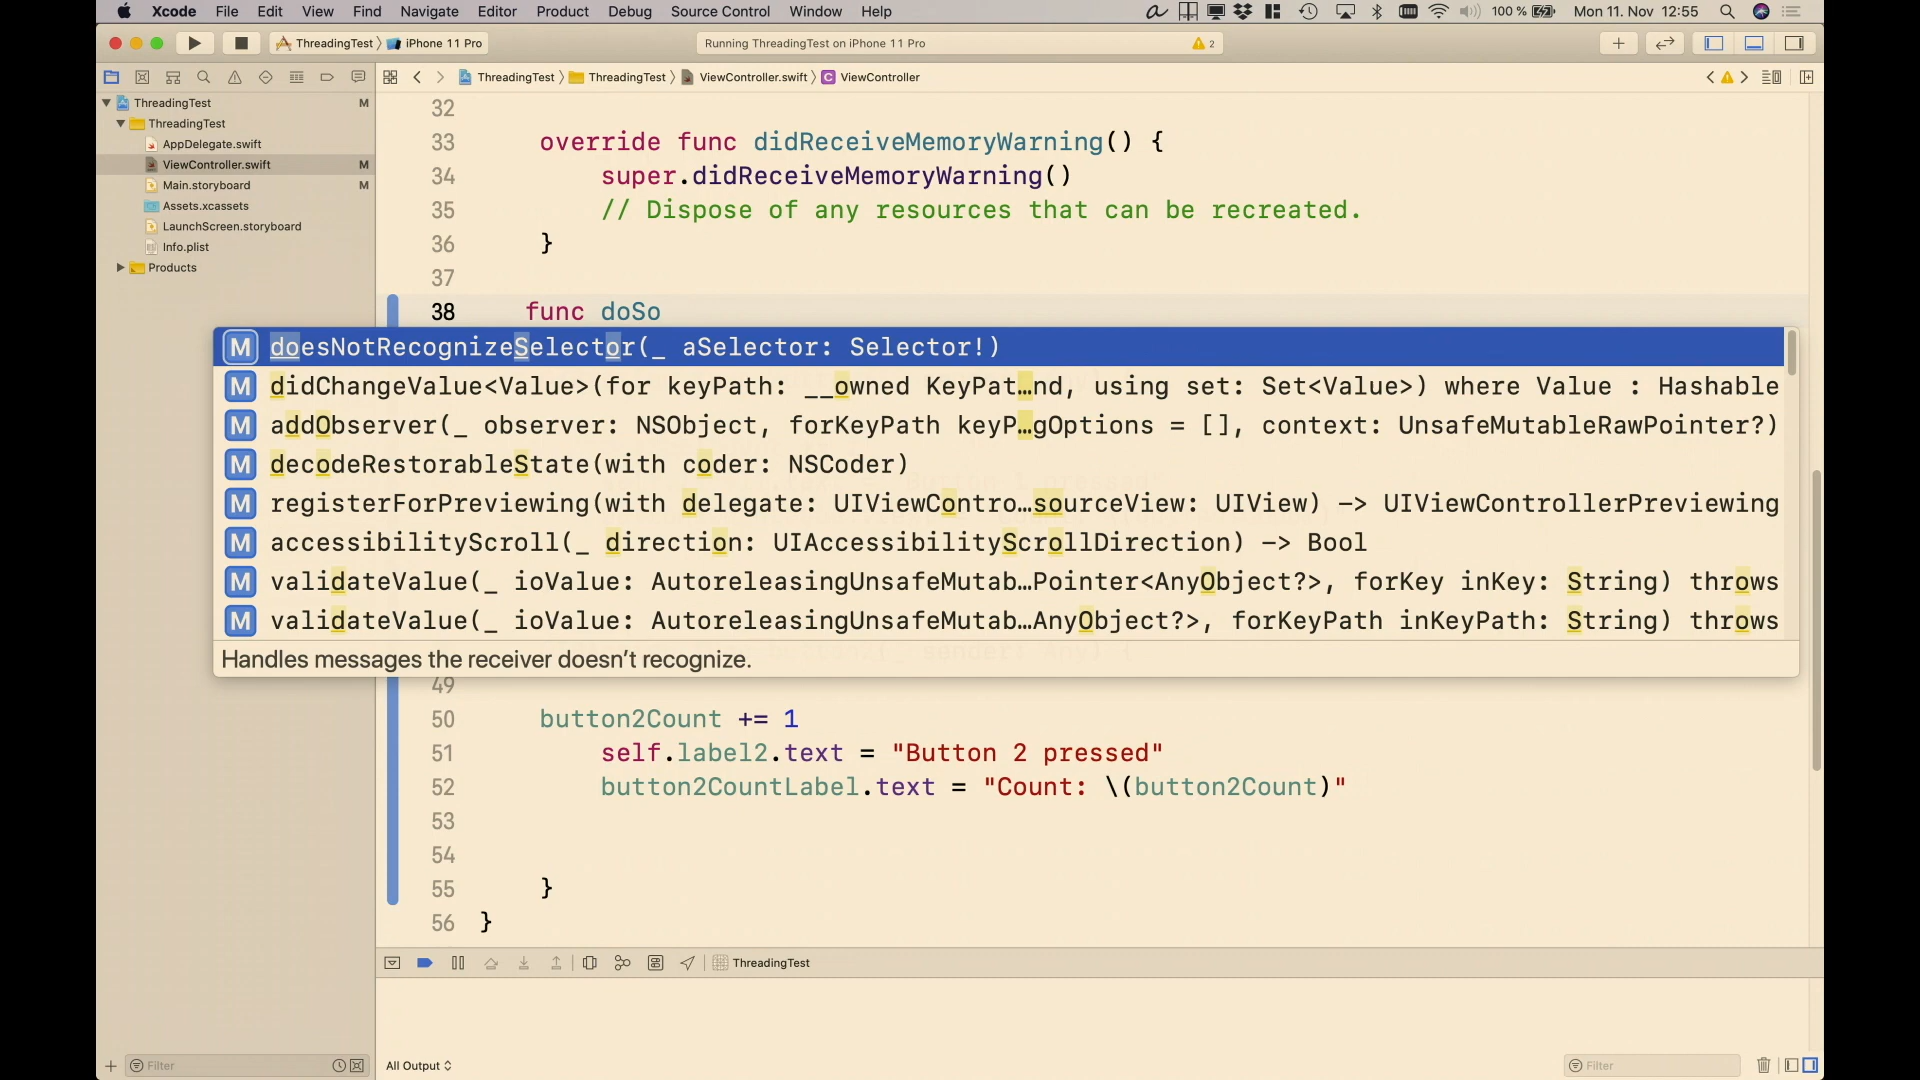 Xcode File Edit View Find Navigate Editor Product Debug Source Control Window Help 100 % Mon 11. Nov 12:55
ThreadingTest iPhone 11 Pro Running ThreadingTest on iPhone 11 Pro 2
ThreadingTest ThreadingTest ViewController.swift C ViewController
ThreadingTest M
ThreadingTest
AppDelegate.swift
ViewController.swift M
Main.storyboard M
Assets.xcassets
LaunchScreen.storyboard
Info.plist
Products
32
33 override func didReceiveMemoryWarning() {
34 super.didReceiveMemoryWarning()
35 // Dispose of any resources that can be recreated.
36 }
37
38 func doSo
M doesNotRecognizeSelector(_ aSelector: Selector!)
M didChangeValue<Value>(for keyPath: __owned KeyPat…nd, using set: Set<Value>) where Value : Hashable
M addObserver(_ observer: NSObject, forKeyPath keyP…gOptions = [], context: UnsafeMutableRawPointer?)
M decodeRestorableState(with coder: NSCoder)
M registerForPreviewing(with delegate: UIViewContro…sourceView: UIView) -> UIViewControllerPreviewing
M accessibilityScroll(_ direction: UIAccessibilityScrollDirection) -> Bool
M validateValue(_ ioValue: AutoreleasingUnsafeMutab…Pointer<AnyObject?>, forKey inKey: String) throws
M validateValue(_ ioValue: AutoreleasingUnsafeMutab…AnyObject?>, forKeyPath inKeyPath: String) throws
Handles messages the receiver doesn’t recognize.
49
50 button2Count += 1
51 self.label2.text = "Button 2 pressed"
52 button2CountLabel.text = "Count: \(button2Count)"
53
54
55 }
56 }
ThreadingTest
Filter All Output Filter